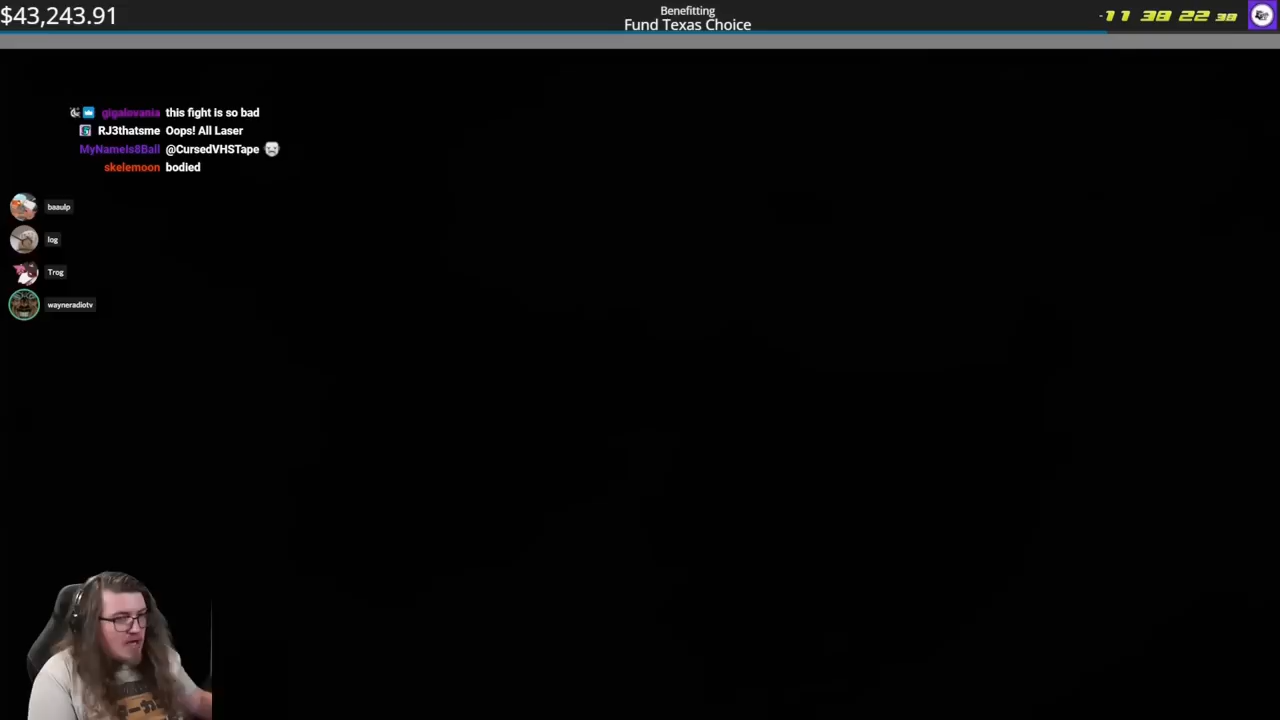 $43,243.91
Benefitting
Fund Texas Choice
-11 38 22 38
gigalovania this fight is so bad
RJ3thatsme Oops! All Laser
MyNameIs8Ball @CursedVHSTape
skelemoon bodied
baaulp
log
Trog
wayneradiotv